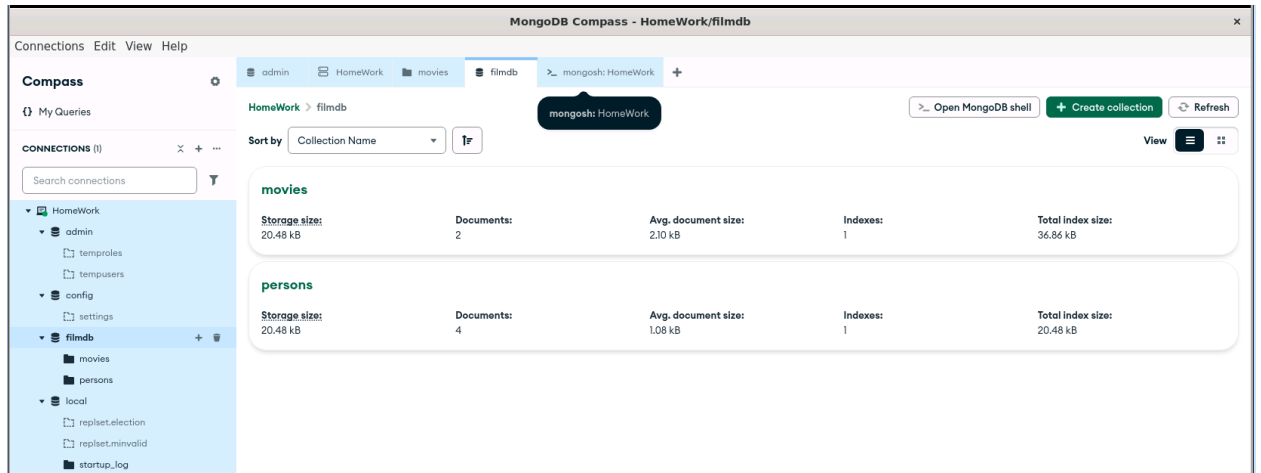 MongoDB Compass - HomeWork/filmdb
Connections Edit View Help
Compass
My Queries
CONNECTIONS (1)
Search connections
HomeWork
admin
temproles
tempusers
config
settings
filmdb
movies
persons
local
replset.election
replset.minvalid
startup_log
admin HomeWork movies filmdb >_ mongosh: HomeWork +
HomeWork > filmdb
mongosh: HomeWork
>_ Open MongoDB shell + Create collection Refresh
Sort by Collection Name View
movies
Storage size: Documents: Avg. document size: Indexes: Total index size:
20.48 kB 2 2.10 kB 1 36.86 kB
persons
Storage size: Documents: Avg. document size: Indexes: Total index size:
20.48 kB 4 1.08 kB 1 20.48 kB